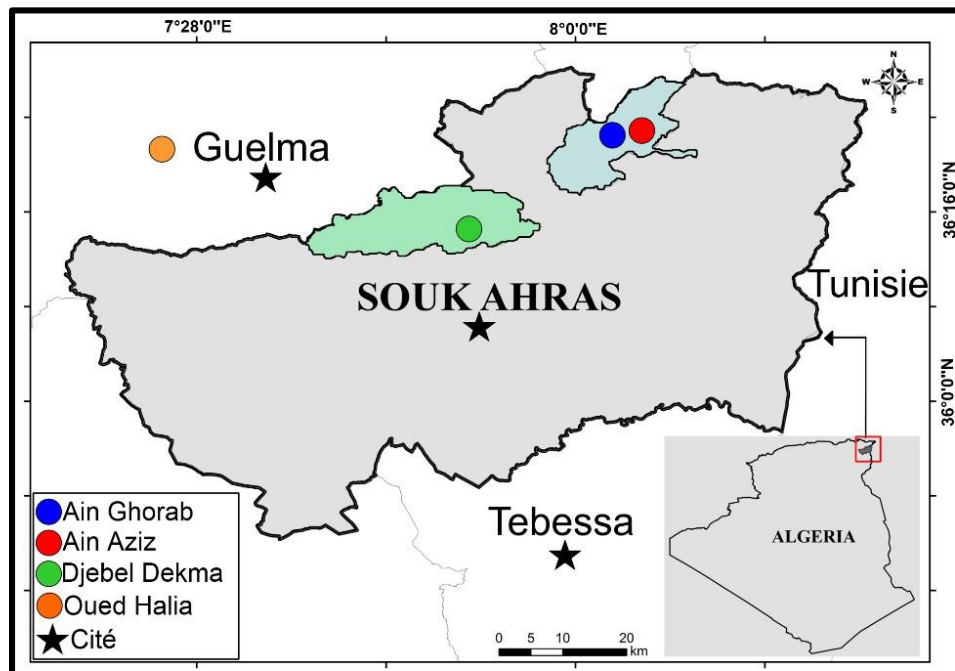 7°28'0"E
8°0'0"E
N
W
E
S
Guelma
36°16'0"N
Tunisie
SOUK AHRAS
36°0'0"N
Ain Ghorab
Ain Aziz
Djebel Dekma
Oued Halia
Cité
Tebessa
0 5 10 20
km
ALGERIA